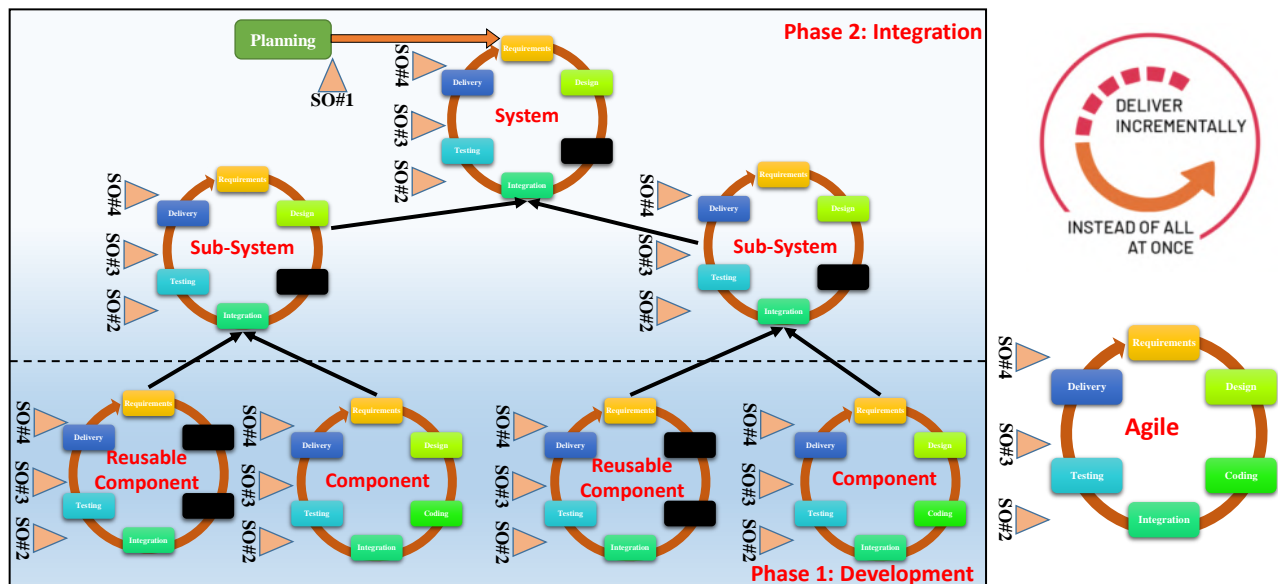 Planning
SO#1
Phase 2: Integration
SO#4
SO#3
SO#2
Requirements
Delivery
Design
System
Testing
Integration
SO#4
SO#3
SO#2
Requirements
Delivery
Design
Sub-System
Testing
Integration
SO#4
SO#3
SO#2
Requirements
Delivery
Design
Sub-System
Testing
Integration
SO#4
SO#3
SO#2
Requirements
Delivery
Reusable
Component
Testing
Integration
SO#4
SO#3
SO#2
Requirements
Delivery
Design
Component
Testing
Coding
Integration
SO#4
SO#3
SO#2
Requirements
Delivery
Reusable
Component
Testing
Integration
SO#4
SO#3
SO#2
Requirements
Delivery
Design
Component
Testing
Coding
Integration
Phase 1: Development
DELIVER
INCREMENTALLY
INSTEAD OF ALL
AT ONCE
SO#4
SO#3
SO#2
Requirements
Delivery
Design
Agile
Testing
Coding
Integration